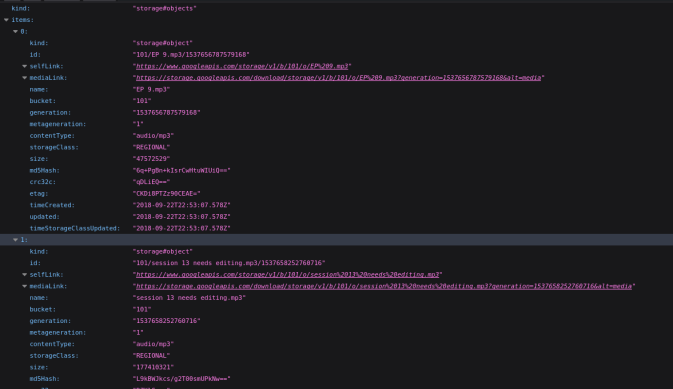 kind: "storage#objects"
items:
0:
kind: "storage#object"
id: "101/EP 9.mp3/1537656787579168"
selfLink: "https://www.googleapis.com/storage/v1/b/101/o/EP%209.mp3"
mediaLink: "https://storage.googleapis.com/download/storage/v1/b/101/o/EP%209.mp3?generation=1537656787579168&alt=media"
name: "EP 9.mp3"
bucket: "101"
generation: "1537656787579168"
metageneration: "1"
contentType: "audio/mp3"
storageClass: "REGIONAL"
size: "47572529"
md5Hash: "6q+PgBn+kIsrCwHtuWIUiQ=="
crc32c: "qDLiEQ=="
etag: "CKDi8PTZz90CEAE="
timeCreated: "2018-09-22T22:53:07.578Z"
updated: "2018-09-22T22:53:07.578Z"
timeStorageClassUpdated: "2018-09-22T22:53:07.578Z"
1:
kind: "storage#object"
id: "101/session 13 needs editing.mp3/1537658252760716"
selfLink: "https://www.googleapis.com/storage/v1/b/101/o/session%2013%20needs%20editing.mp3"
mediaLink: "https://storage.googleapis.com/download/storage/v1/b/101/o/session%2013%20needs%20editing.mp3?generation=1537658252760716&alt=media"
name: "session 13 needs editing.mp3"
bucket: "101"
generation: "1537658252760716"
metageneration: "1"
contentType: "audio/mp3"
storageClass: "REGIONAL"
size: "177410321"
md5Hash: "L9kBWJkcs/g2T00smUPkNw=="